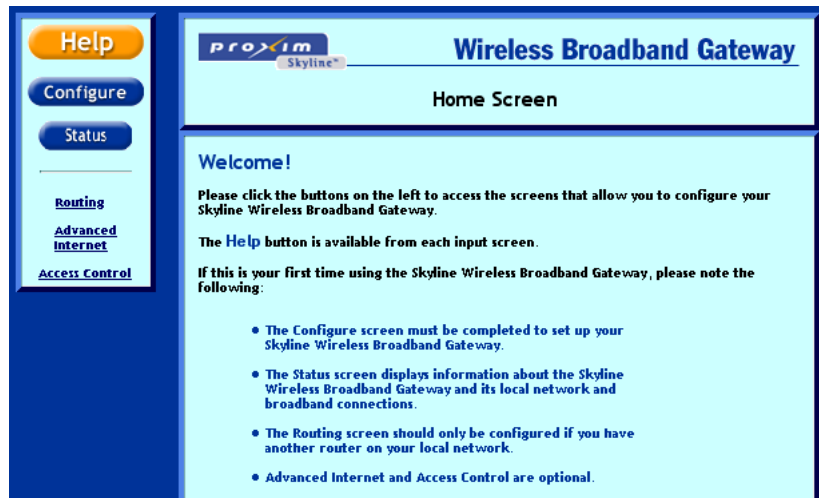 Help
Configure
Status
Routing
Advanced
Internet
Access Control
proxim
Skyline™
Wireless Broadband Gateway
Home Screen
Welcome!
Please click the buttons on the left to access the screens that allow you to configure your
Skyline Wireless Broadband Gateway.
The Help button is available from each input screen.
If this is your first time using the Skyline Wireless Broadband Gateway, please note the
following:
• The Configure screen must be completed to set up your
Skyline Wireless Broadband Gateway.
• The Status screen displays information about the Skyline
Wireless Broadband Gateway and its local network and
broadband connections.
• The Routing screen should only be configured if you have
another router on your local network.
• Advanced Internet and Access Control are optional.